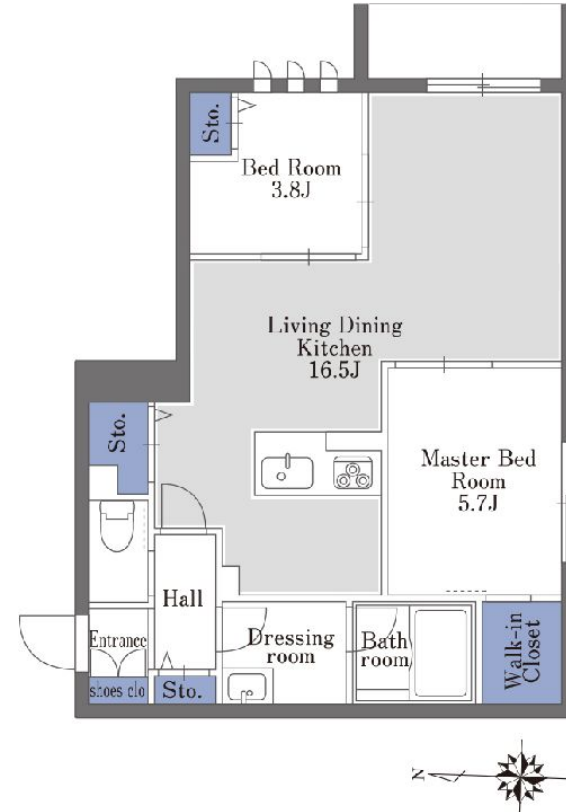 Sto.
Bed Room
3.8J
Living Dining
Kitchen
16.5J
Sto.
Master Bed
Room
5.7J
Hall
Entrance
Dressing
room
Bath
room
Walk-in
Closet
shoes clo
Sto.
N